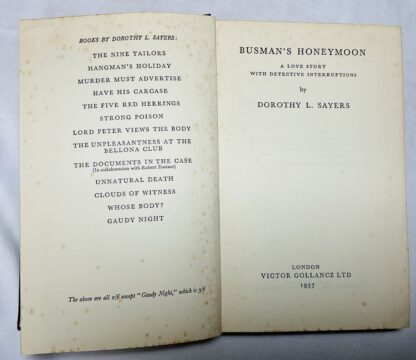 BOOKS BY DOROTHY L. SAYERS:
THE NINE TAILORS
HANGMAN'S HOLIDAY
MURDER MUST ADVERTISE
HAVE HIS CARCASE
THE FIVE RED HERRINGS
STRONG POISON
LORD PETER VIEWS THE BODY
THE UNPLEASANTNESS AT THE
BELLONA CLUB
THE DOCUMENTS IN THE CASE
(In collaboration with Robert Eustace)
UNNATURAL DEATH
CLOUDS OF WITNESS
WHOSE BODY?
GAUDY NIGHT
The above are all 2/6 except "Gaudy Night," which is 3/6
BUSMAN'S HONEYMOON
A LOVE STORY
WITH DETECTIVE INTERRUPTIONS
by
DOROTHY L. SAYERS
LONDON
VICTOR GOLLANCZ LTD
1937